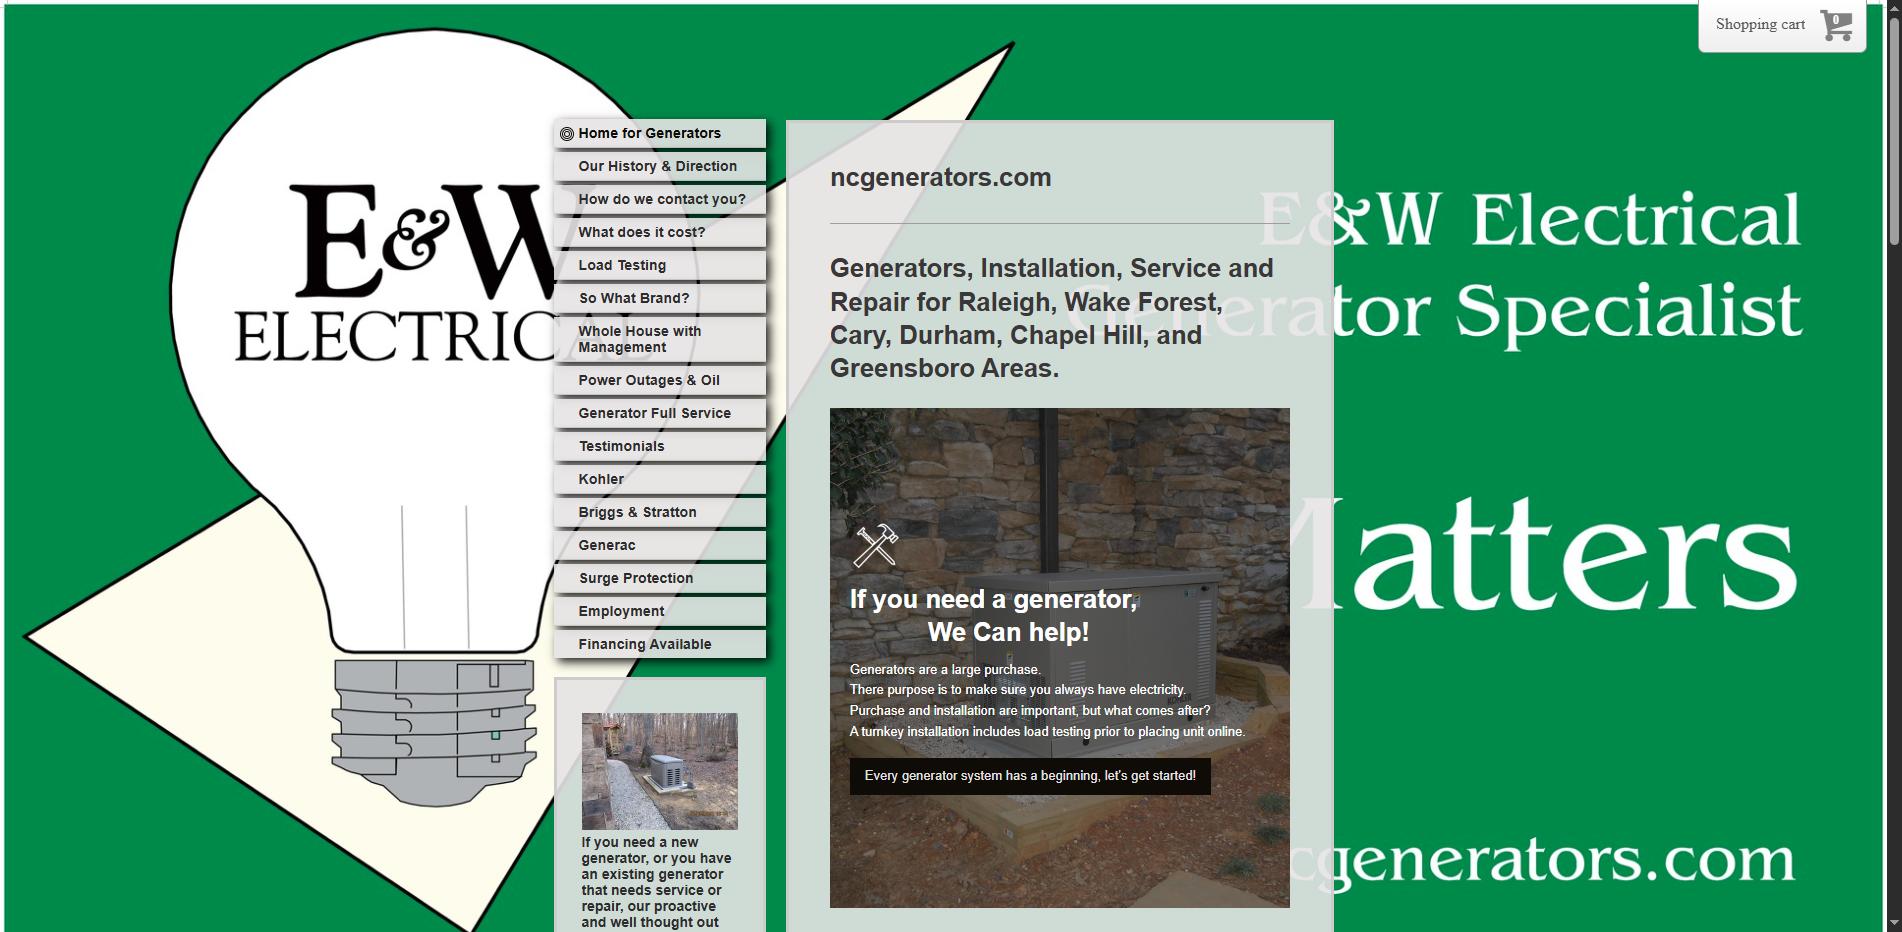 Shopping cart 0
E&W
ELECTRICAL
Home for Generators
Our History & Direction
How do we contact you?
What does it cost?
Load Testing
So What Brand?
Whole House with
Management
Power Outages & Oil
Generator Full Service
Testimonials
Kohler
Briggs & Stratton
Generac
Surge Protection
Employment
Financing Available
If you need a new
generator, or you have
an existing generator
that needs service or
repair, our proactive
and well thought out
ncgenerators.com
Generators, Installation, Service and
Repair for Raleigh, Wake Forest,
Cary, Durham, Chapel Hill, and
Greensboro Areas.
If you need a generator,
We Can help!
Generators are a large purchase.
There purpose is to make sure you always have electricity.
Purchase and installation are important, but what comes after?
A turnkey installation includes load testing prior to placing unit online.
Every generator system has a beginning, let's get started!
E&W Electrical
Generator Specialist
Matters
cgenerators.com